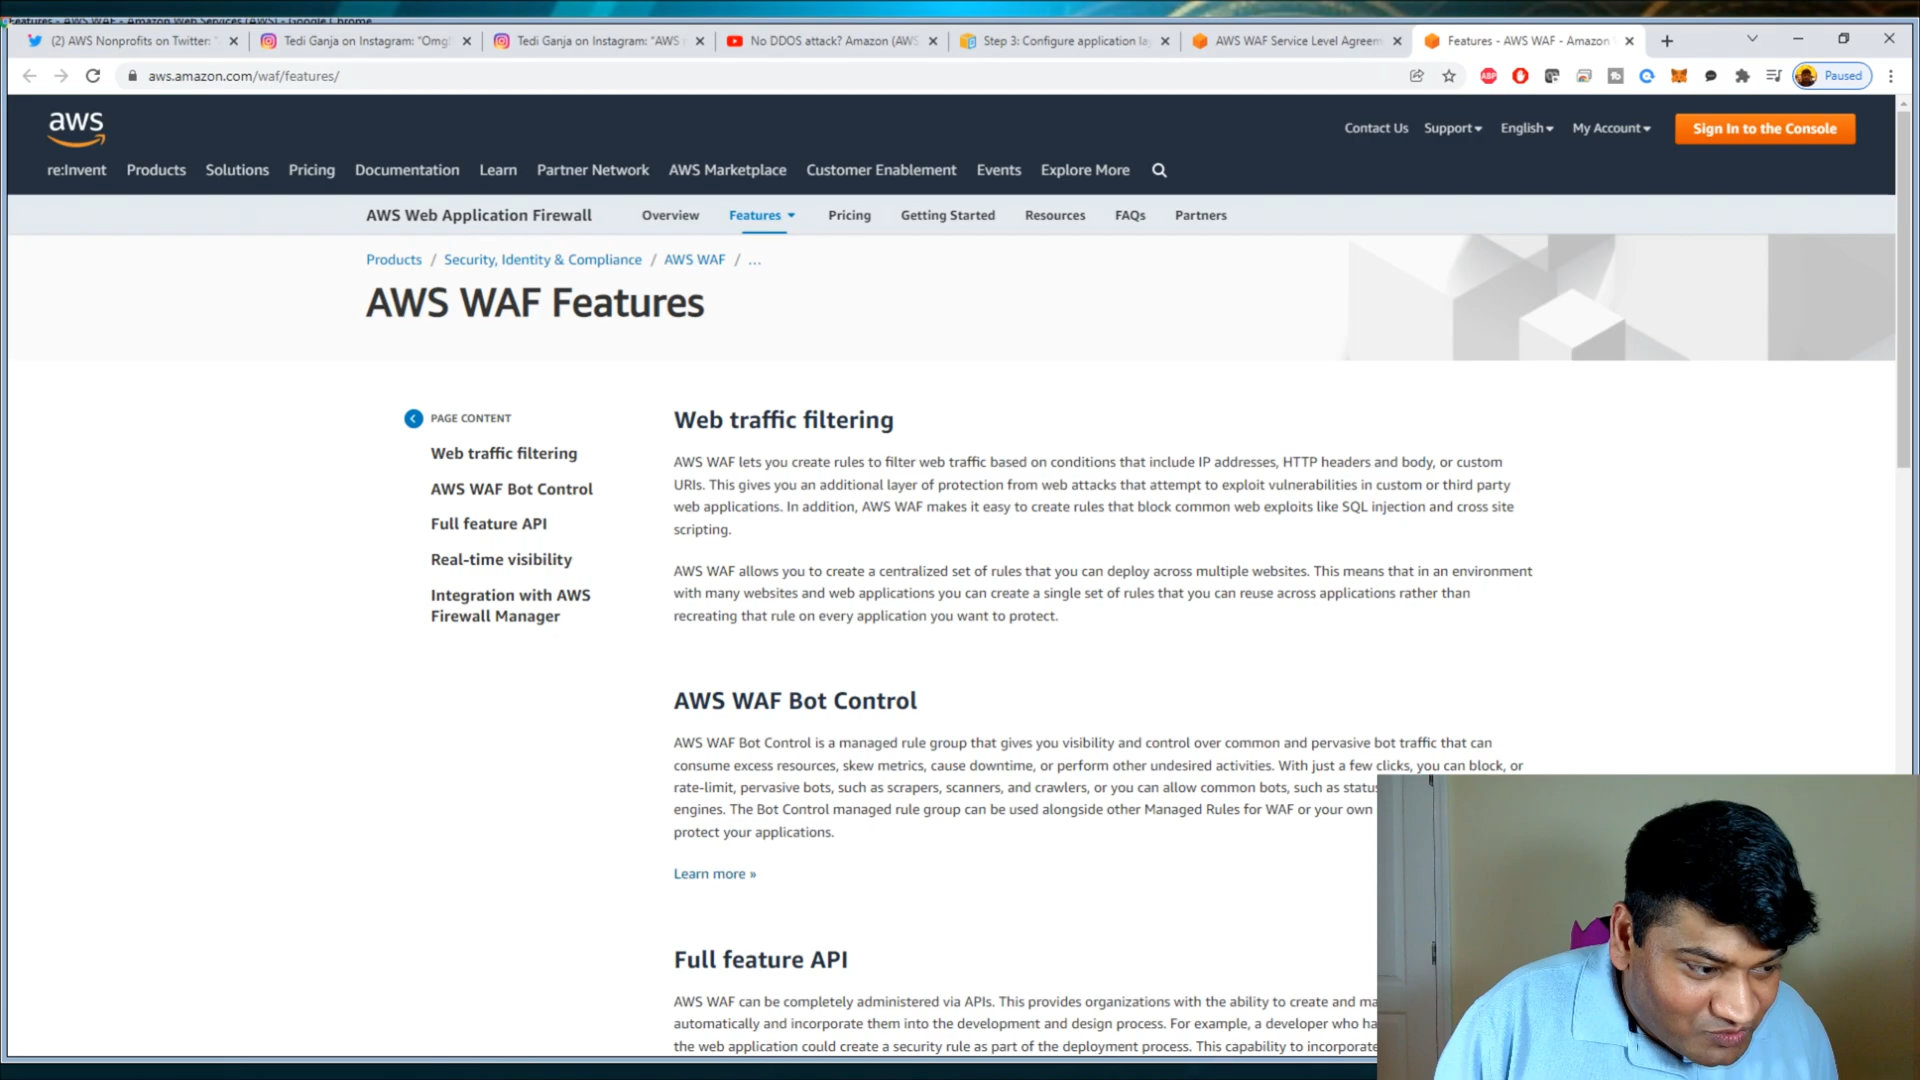 Features - AWS WAF - Amazon Web Services (AWS) - Google Chrome
(2) AWS Nonprofits on Twitter: "
Tedi Ganja on Instagram: "Omg!
Tedi Ganja on Instagram: "AWS
No DDOS attack? Amazon (AWS
Step 3: Configure application la
AWS WAF Service Level Agreem
Features - AWS WAF - Amazon
aws.amazon.com/waf/features/
ABP
Paused
aws
Contact Us
Support
English
My Account
Sign In to the Console
re:Invent
Products
Solutions
Pricing
Documentation
Learn
Partner Network
AWS Marketplace
Customer Enablement
Events
Explore More
AWS Web Application Firewall
Overview
Features
Pricing
Getting Started
Resources
FAQs
Partners
Products / Security, Identity & Compliance / AWS WAF / ...
AWS WAF Features
PAGE CONTENT
Web traffic filtering
AWS WAF Bot Control
Full feature API
Real-time visibility
Integration with AWS
Firewall Manager
Web traffic filtering
AWS WAF lets you create rules to filter web traffic based on conditions that include IP addresses, HTTP headers and body, or custom
URIs. This gives you an additional layer of protection from web attacks that attempt to exploit vulnerabilities in custom or third party
web applications. In addition, AWS WAF makes it easy to create rules that block common web exploits like SQL injection and cross site
scripting.
AWS WAF allows you to create a centralized set of rules that you can deploy across multiple websites. This means that in an environment
with many websites and web applications you can create a single set of rules that you can reuse across applications rather than
recreating that rule on every application you want to protect.
AWS WAF Bot Control
AWS WAF Bot Control is a managed rule group that gives you visibility and control over common and pervasive bot traffic that can
consume excess resources, skew metrics, cause downtime, or perform other undesired activities. With just a few clicks, you can block, or
rate-limit, pervasive bots, such as scrapers, scanners, and crawlers, or you can allow common bots, such as status
engines. The Bot Control managed rule group can be used alongside other Managed Rules for WAF or your own
protect your applications.
Learn more »
Full feature API
AWS WAF can be completely administered via APIs. This provides organizations with the ability to create and ma
automatically and incorporate them into the development and design process. For example, a developer who ha
the web application could create a security rule as part of the deployment process. This capability to incorporate